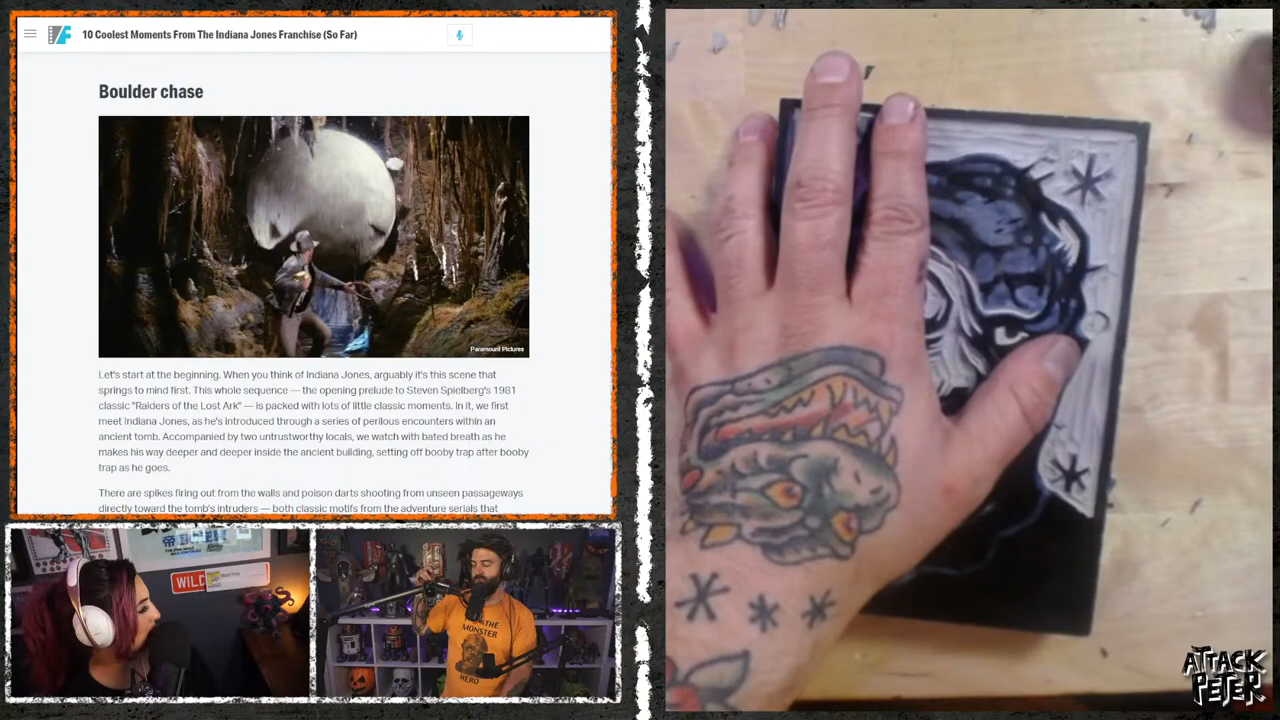 10 Coolest Moments From The Indiana Jones Franchise (So Far)
Boulder chase
Paramount Pictures
Let's start at the beginning. When you think of Indiana Jones, arguably it's this scene that
springs to mind first. This whole sequence — the opening prelude to Steven Spielberg's 1981
classic "Raiders of the Lost Ark" — is packed with lots of little classic moments. In it, we first
meet Indiana Jones, as he's introduced through a series of perilous encounters within an
ancient tomb. Accompanied by two untrustworthy locals, we watch with bated breath as he
makes his way deeper and deeper inside the ancient building, setting off booby trap after booby
trap as he goes.
There are spikes firing out from the walls and poison darts shooting from unseen passageways
directly toward the tomb's intruders — both classic motifs from the adventure serials that
WILD
THE
MONSTER
HERO
ATTACK
PETER